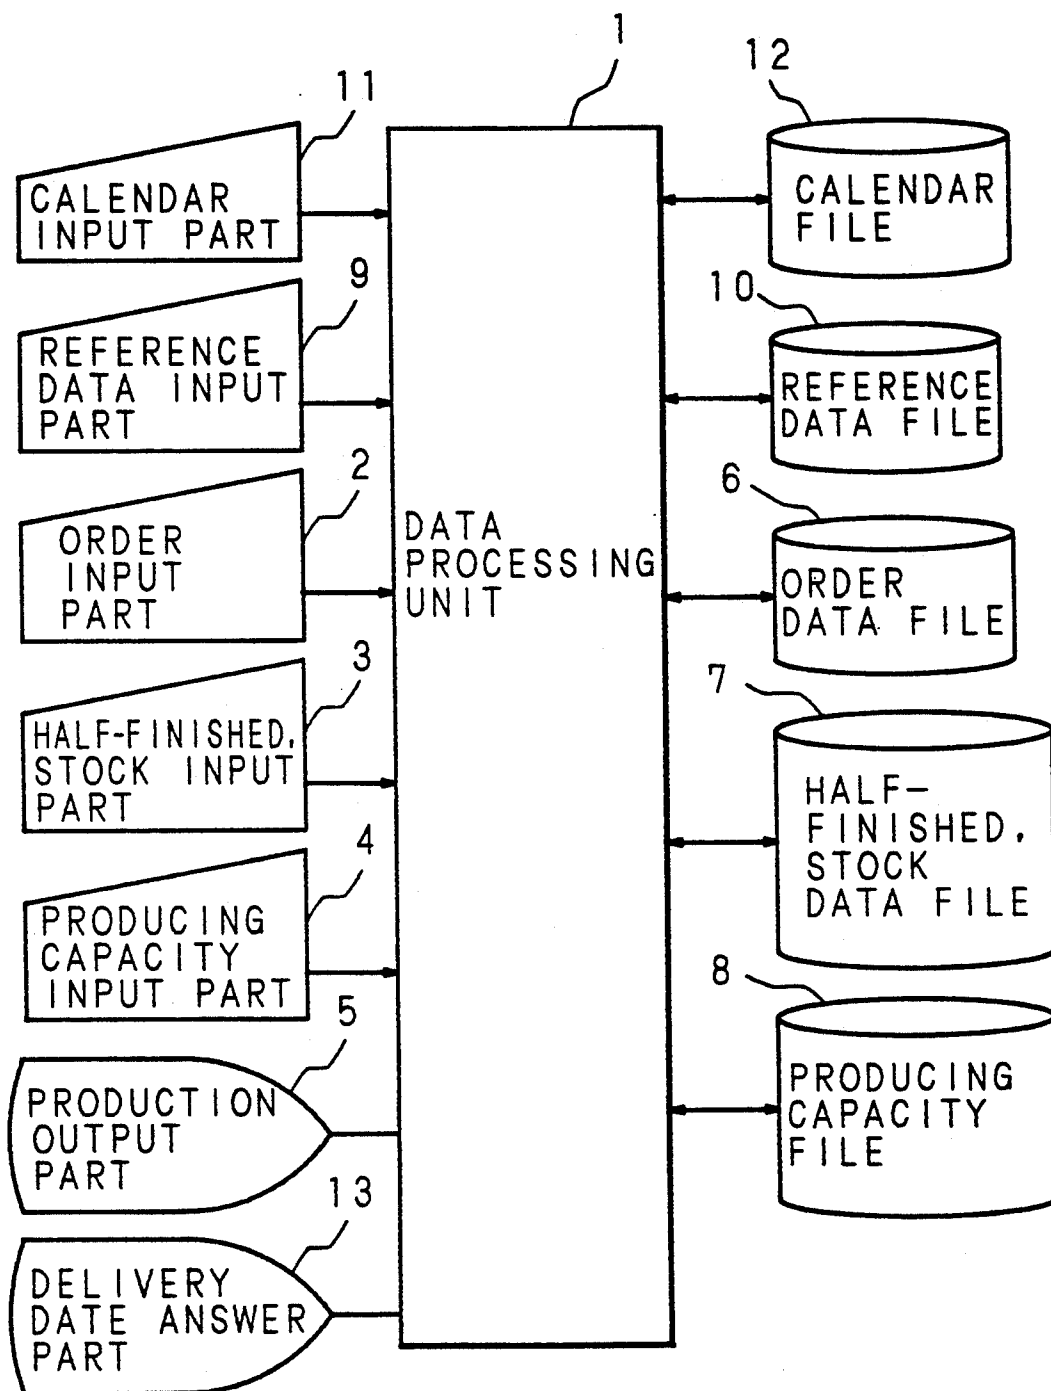 1
12
11
CALENDAR
INPUT PART
CALENDAR
FILE
9
REFERENCE
DATA INPUT
PART
10
REFERENCE
DATA FILE
2
ORDER
INPUT
PART
DATA
PROCESSING
UNIT
6
ORDER
DATA FILE
3
HALF-FINISHED.
STOCK INPUT
PART
7
HALF-
FINISHED.
STOCK
DATA FILE
4
PRODUCING
CAPACITY
INPUT PART
8
PRODUCING
CAPACITY
FILE
5
PRODUCTION
OUTPUT
PART
13
DELIVERY
DATE ANSWER
PART